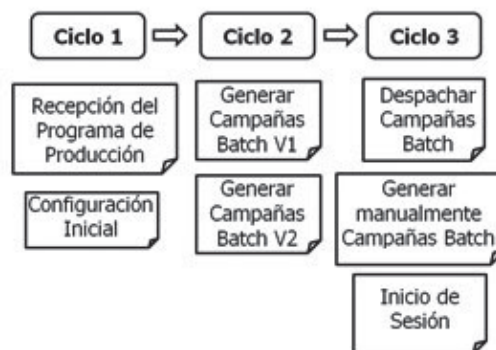 Ciclo 1
Ciclo 2
Ciclo 3
Recepción del
Programa de
Producción
Configuración
Inicial
Generar
Campañas
Batch V1
Generar
Campañas
Batch V2
Despachar
Campañas
Batch
Generar
manualmente
Campañas Batch
Inicio de
Sesión